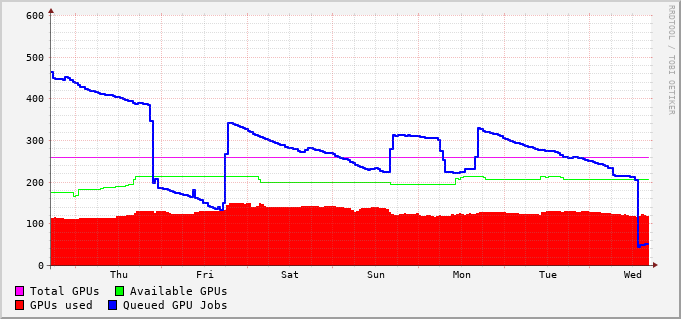 600
500
400
300
200
100
0
Thu Fri Sat Sun Mon Tue Wed
Total GPUs Available GPUs
GPUs used Queued GPU Jobs
RRDTOOL / TOBI OETIKER